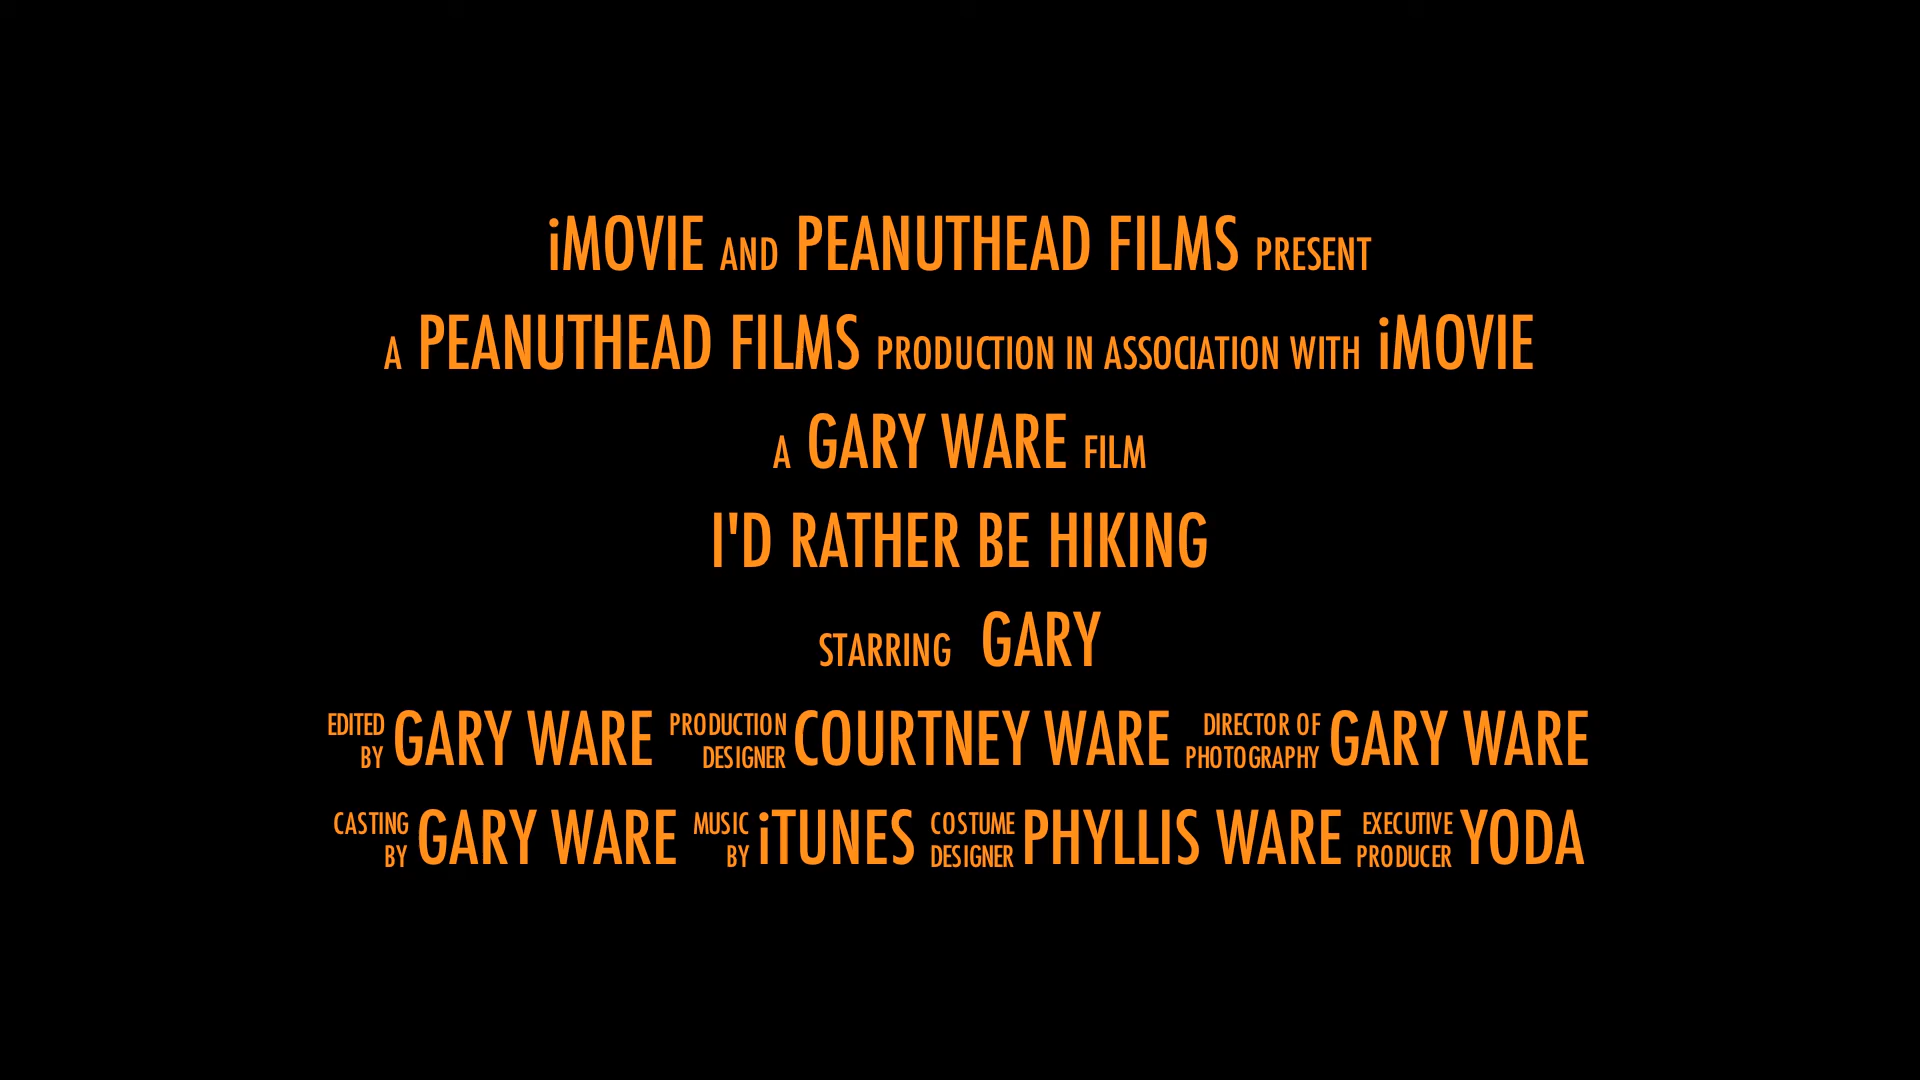 iMOVIE AND PEANUTHEAD FILMS PRESENT
A PEANUTHEAD FILMS PRODUCTION IN ASSOCIATION WITH iMOVIE
A GARY WARE FILM
I'D RATHER BE HIKING
STARRING GARY
EDITED BY GARY WARE PRODUCTION DESIGNER COURTNEY WARE DIRECTOR OF PHOTOGRAPHY GARY WARE
CASTING BY GARY WARE MUSIC BY iTUNES COSTUME DESIGNER PHYLLIS WARE EXECUTIVE PRODUCER YODA